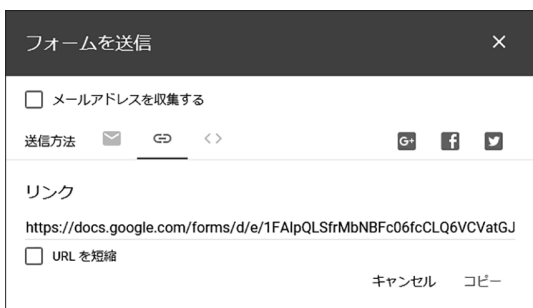 フォームを送信
メールアドレスを収集する
送信方法 G+
リンク
https://docs.google.com/forms/d/e/1FAIpQLSfrMbNBFc06fcCLQ6VCVatGJ
URL を短縮
キャンセル コピー